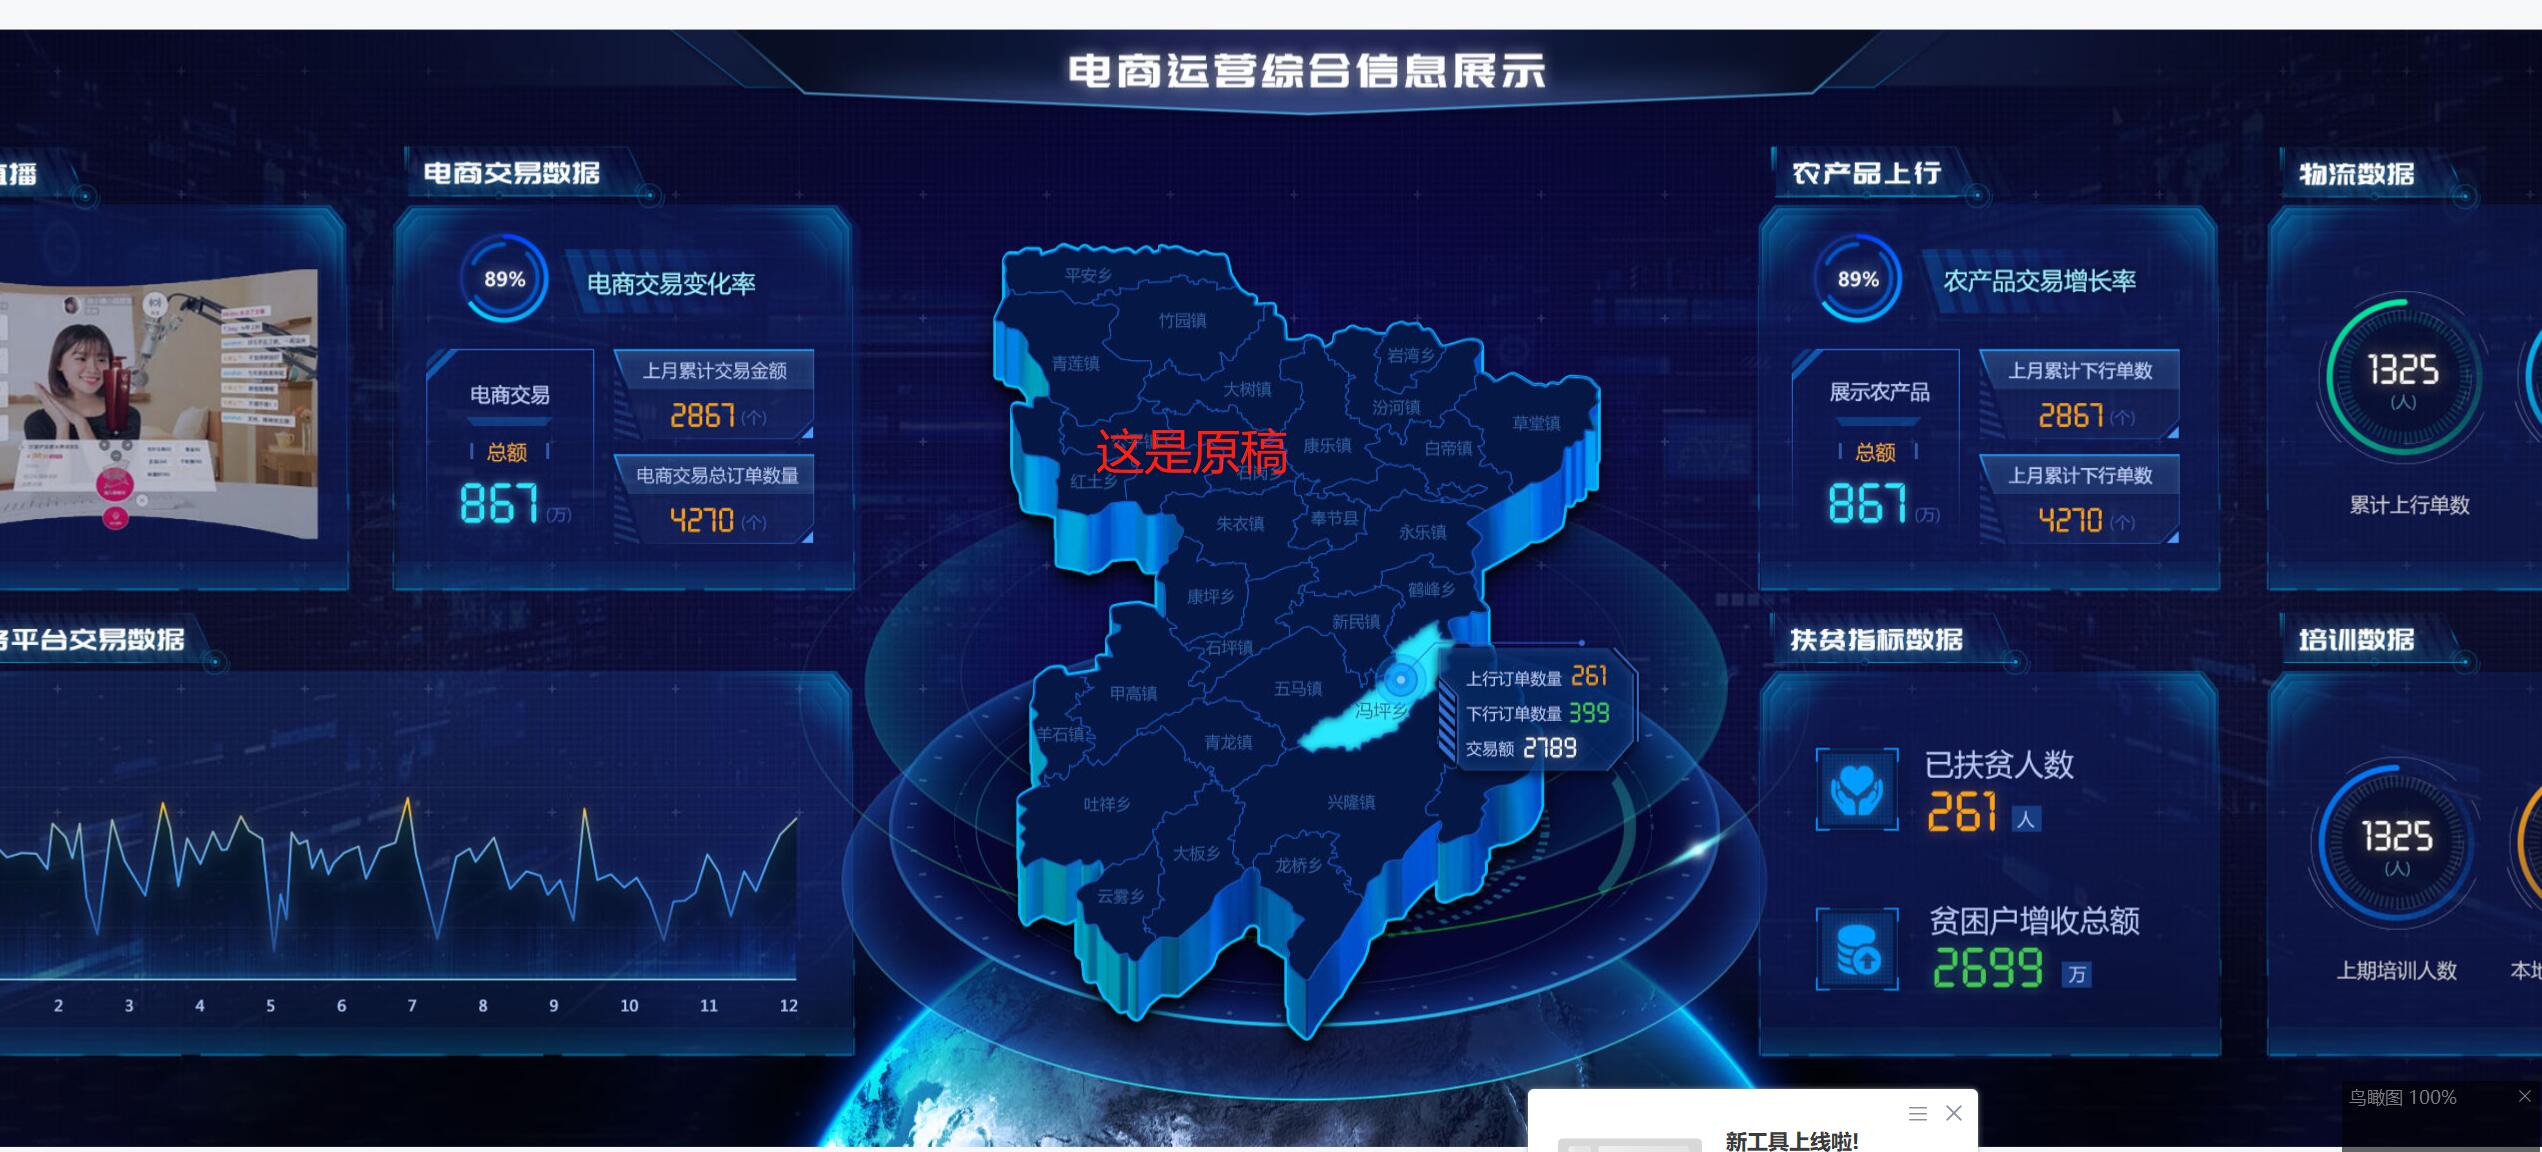 电商运营综合信息展示
直播
电商交易数据
89%
电商交易变化率
电商交易
总额
867(万)
上月累计交易金额
2867(个)
电商交易总订单数量
4270(个)
平台交易数据
2 3 4 5 6 7 8 9 10 11 12
平安乡
竹园镇
青莲镇
岩湾乡
大树镇
汾河镇
草堂镇
这是原稿
康乐镇
白帝镇
红土乡
朱衣镇
奉节县
永乐镇
康坪乡
鹤峰乡
新民镇
石坪镇
甲高镇
五马镇
冯坪乡
羊石镇
青龙镇
吐祥乡
兴隆镇
大板乡
龙桥乡
云雾乡
上行订单数量 261
下行订单数量 399
交易额 2789
农产品上行
89%
农产品交易增长率
展示农产品
总额
867(万)
上月累计下行单数
2867(个)
上月累计下行单数
4270(个)
扶贫指标数据
已扶贫人数
261 人
贫困户增收总额
2699 万
物流数据
1325
(人)
累计上行单数
培训数据
1325
(人)
上期培训人数
本地
新工具上线啦!
鸟瞰图 100%